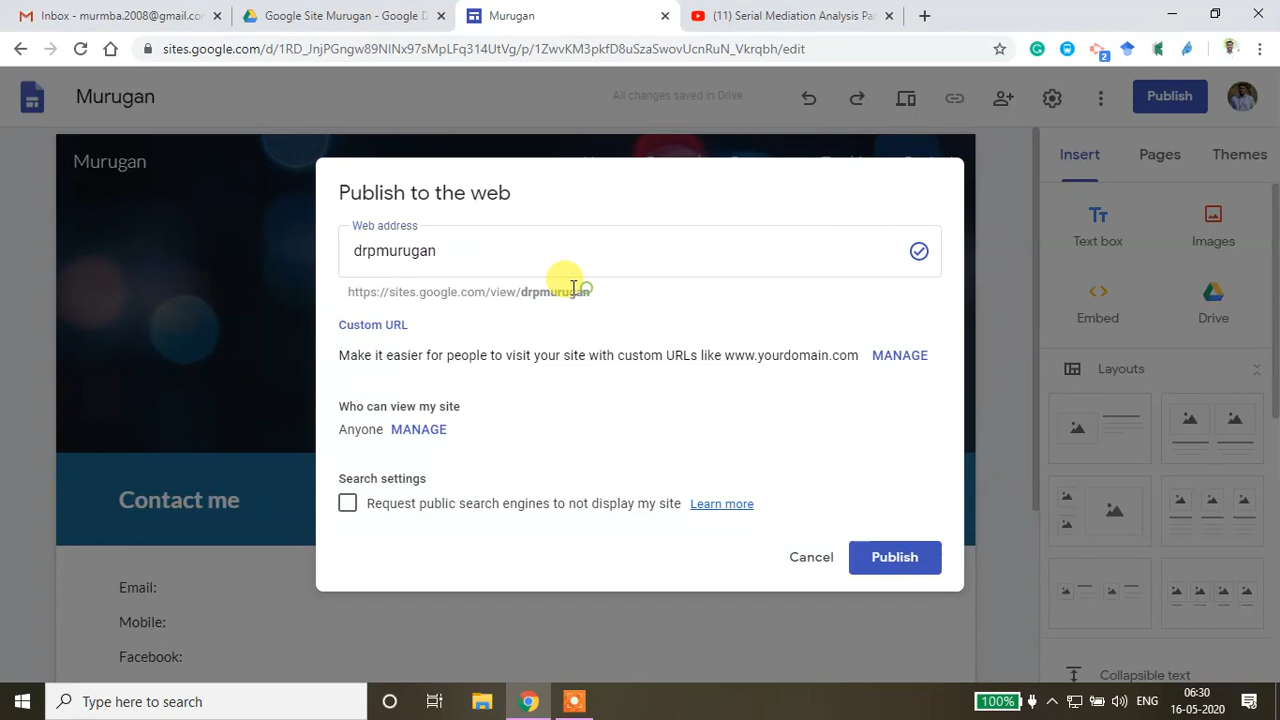 Inbox - murmba.2008@gmail.co
Google Site Murugan - Google D
Murugan
(11) Serial Mediation Analysis Pa
sites.google.com/d/1RD_JnjPGngw89NINx97sMpLFq314UtVg/p/1ZwvKM3pkfD8uSzaSwovUcnRuN_Vkrqbh/edit
2
Murugan
All changes saved in Drive
Publish
Murugan
Insert
Pages
Themes
Publish to the web
Web address
drpmurugan
https://sites.google.com/view/drpmurugan
Custom URL
Make it easier for people to visit your site with custom URLs like www.yourdomain.com MANAGE
Who can view my site
Anyone MANAGE
Search settings
Request public search engines to not display my site Learn more
Cancel
Publish
Text box
Images
Embed
Drive
Layouts
Collapsible text
Contact me
Email:
Mobile:
Facebook:
Type here to search
100%
ENG
06:30
16-05-2020